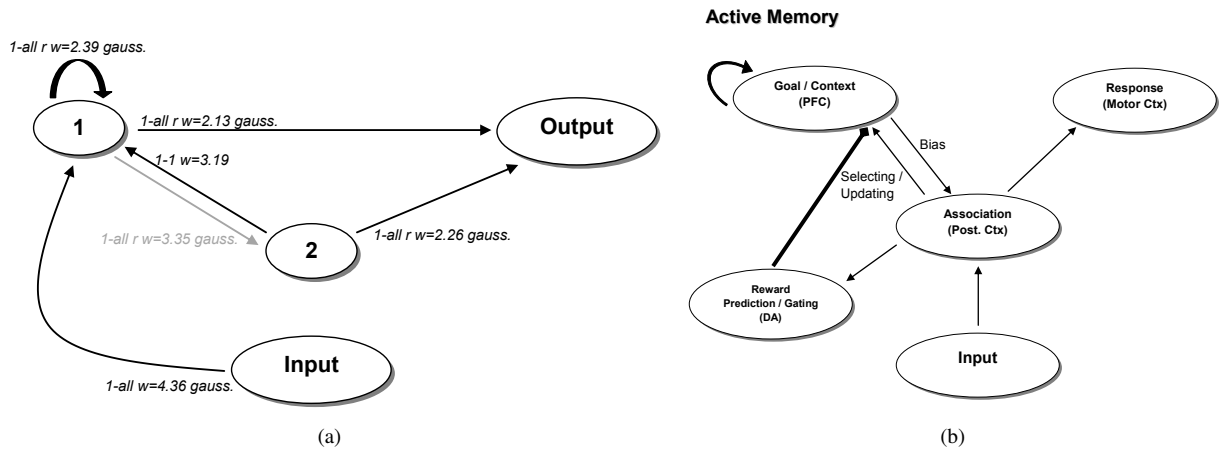 1-all r w=2.39 gauss.
1
1-all r w=2.13 gauss.
Output
1-1 w=3.19
1-all r w=3.35 gauss.
2
1-all r w=2.26 gauss.
Input
1-all w=4.36 gauss.
(a)
Active Memory
Goal / Context
(PFC)
Response
(Motor Ctx)
Bias
Selecting /
Updating
Association
(Post. Ctx)
Reward
Prediction / Gating
(DA)
Input
(b)